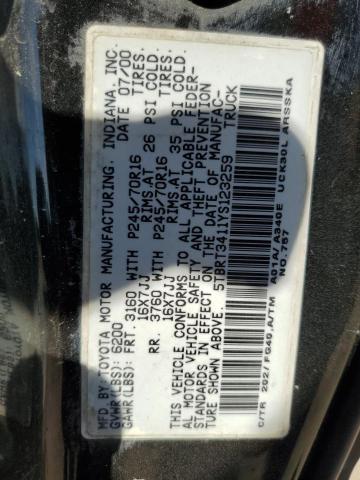 MFD.BY:TOYOTA MOTOR MANUFACTURING, INDIANA, INC.
GVWR(LBS): 6200 DATE: 07/00
GAWR(LBS): FRT. 3160 WITH P245/70R16 TIRES.
16X7JJ RIMS.AT 26 PSI COLD.
RR. 3760 WITH P245/70R16 TIRES.
16X7JJ RIMS.AT 35 PSI COLD.
THIS VEHICLE CONFORMS TO ALL APPLICABLE FEDER-
AL MOTOR VEHICLE SAFETY AND THEFT PREVENTION
STANDARDS IN EFFECT ON THE DATE OF MANUFAC-
TURE SHOWN ABOVE.
5TBRT3411YS123259 TRUCK
C/TR 202/FG40,A/TM A01A/A340E UCK30L ARSSKA
NO.757